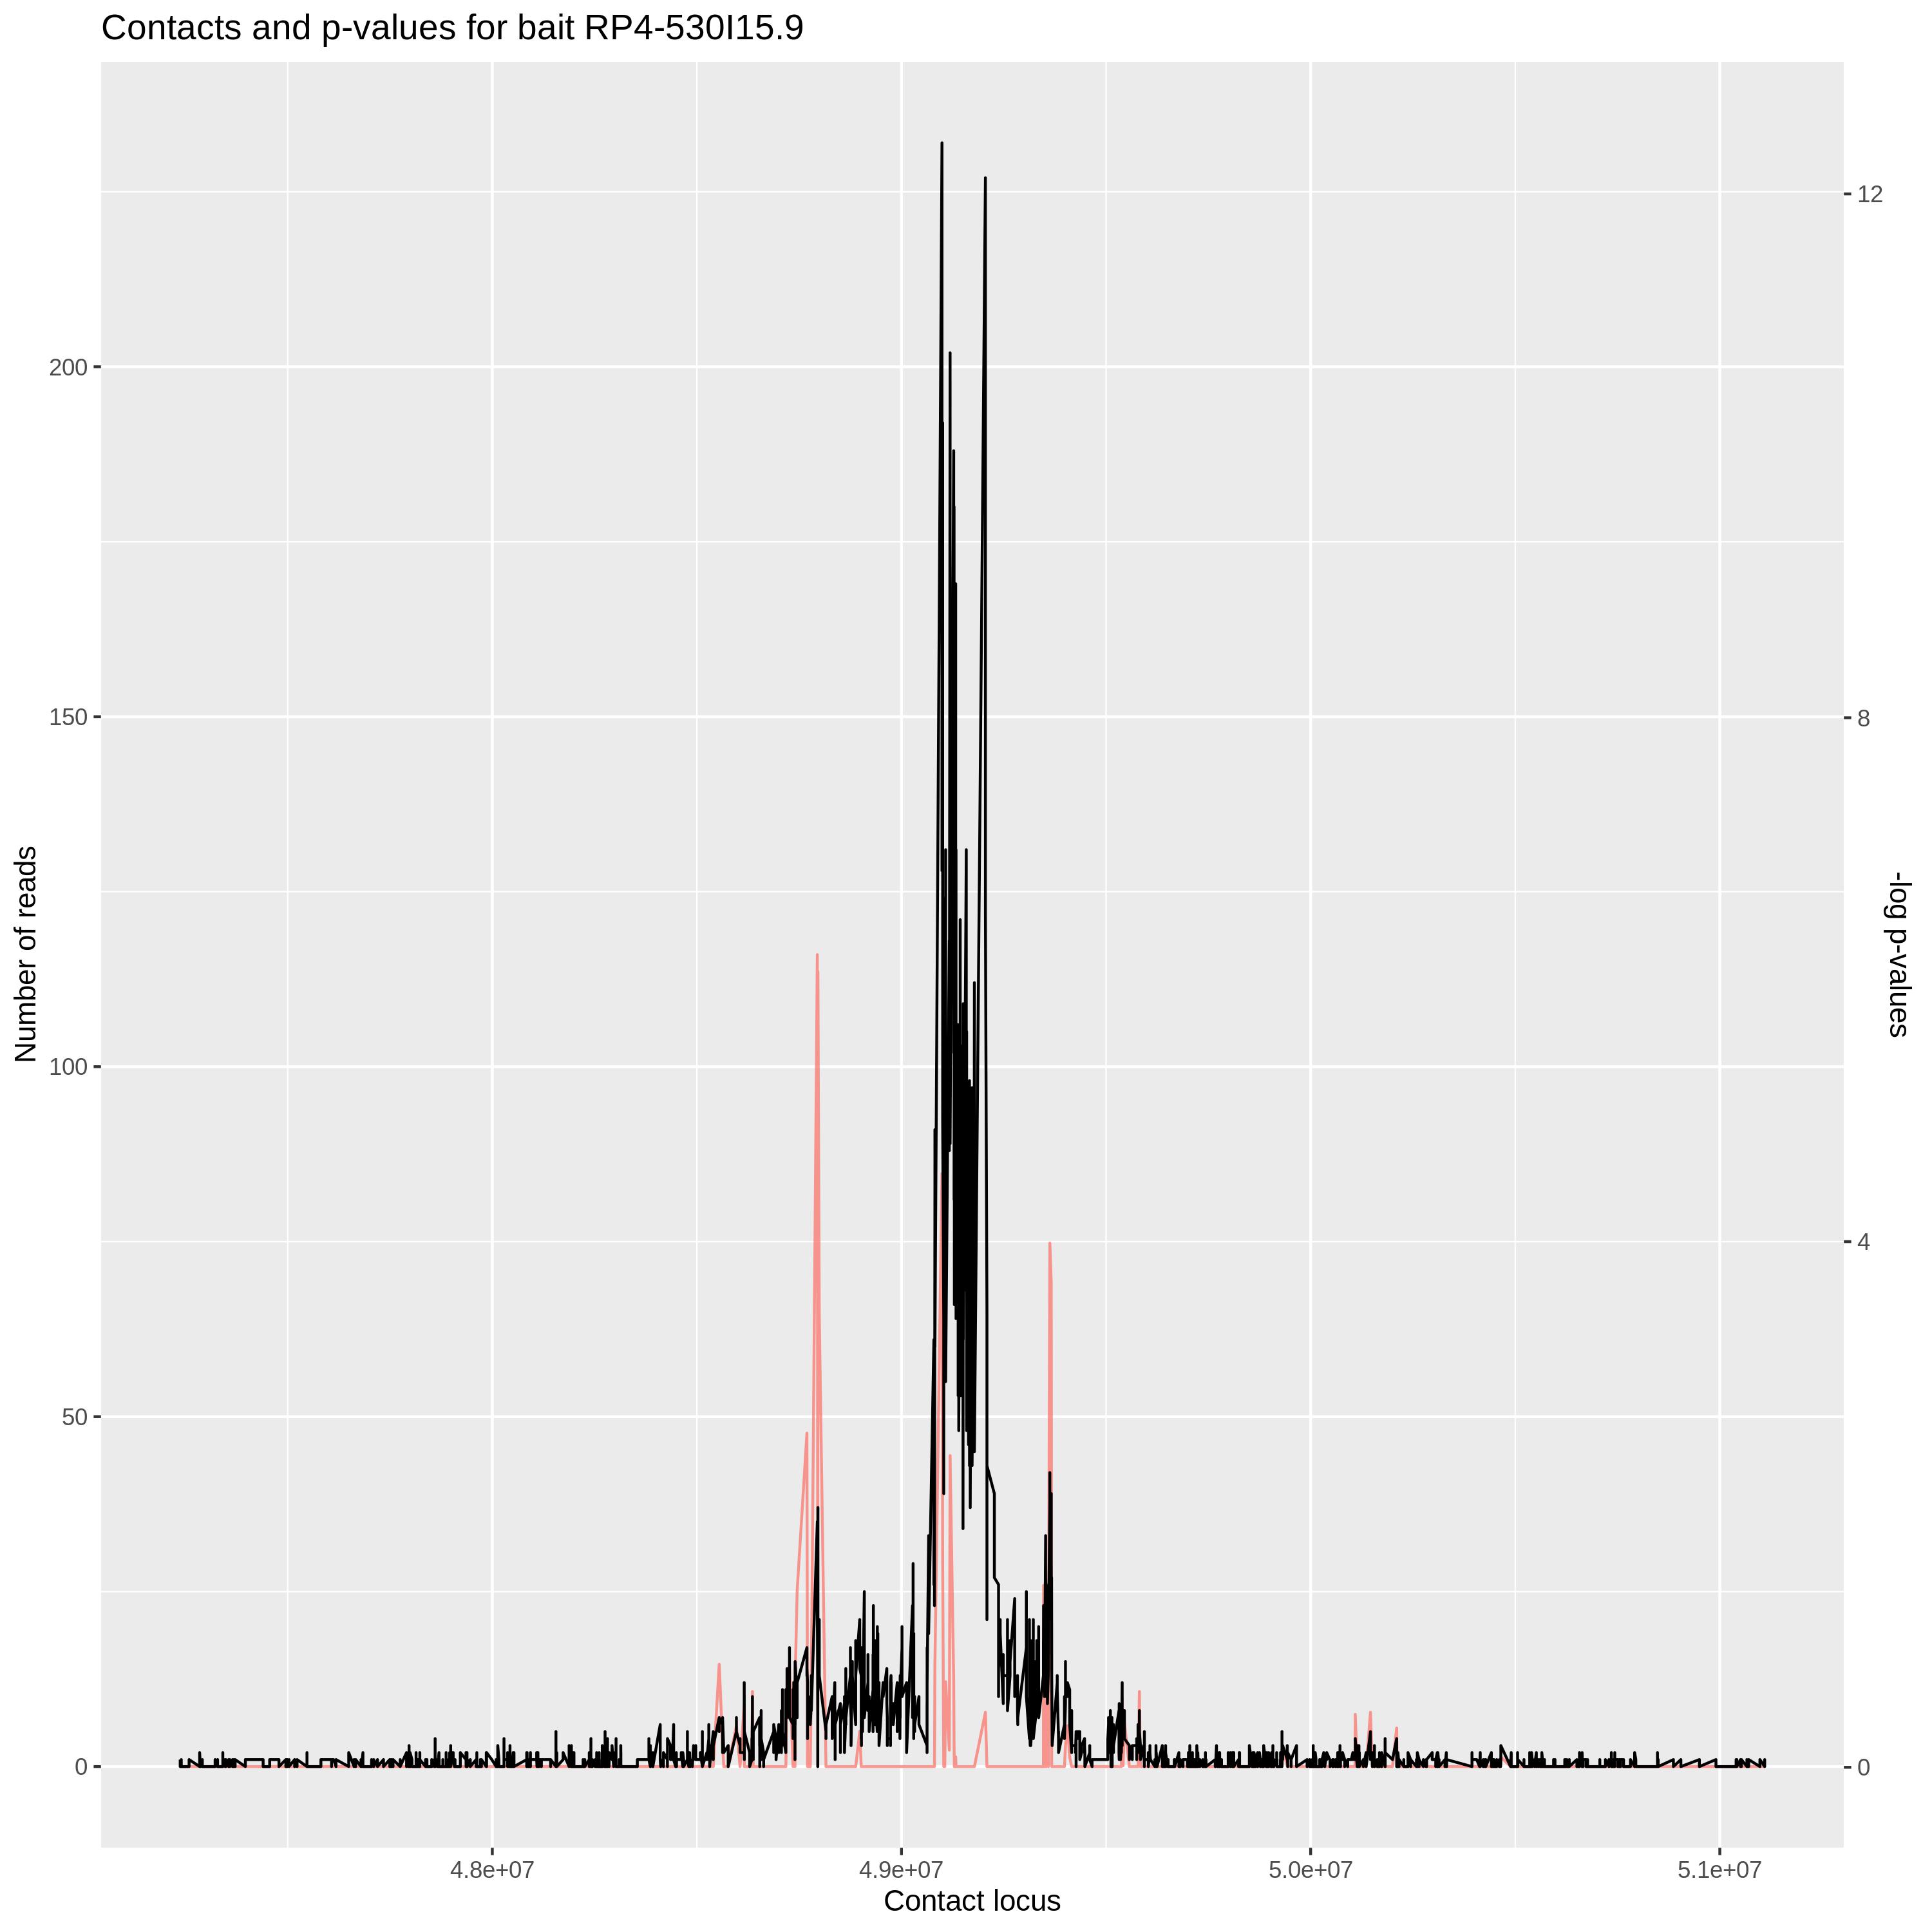 Contacts and p-values for bait RP4-530I15.9
Number of reads
200
150
100
50
0
12
8
4
0
-log p-values
4.8e+07
4.9e+07
5.0e+07
5.1e+07
Contact locus